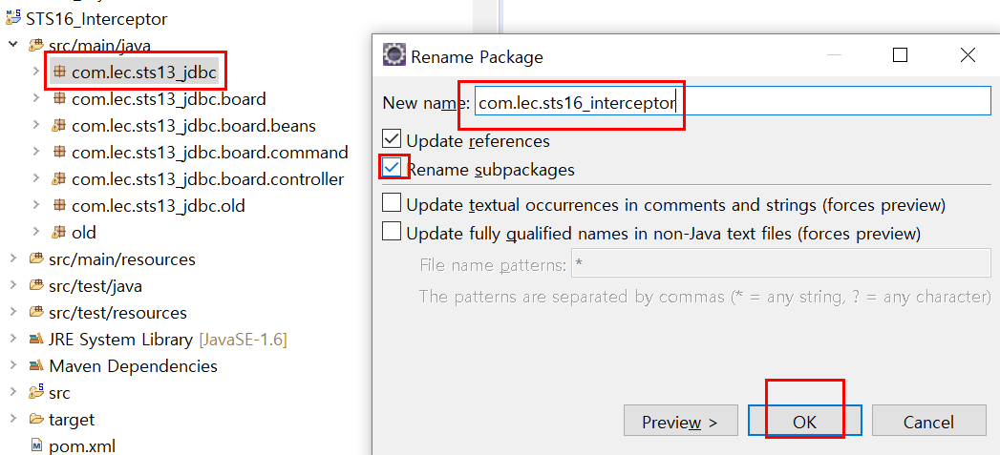 STS16_Interceptor
src/main/java
com.lec.sts13_jdbc
com.lec.sts13_jdbc.board
com.lec.sts13_jdbc.board.beans
com.lec.sts13_jdbc.board.command
com.lec.sts13_jdbc.board.controller
com.lec.sts13_jdbc.old
old
src/main/resources
src/test/java
src/test/resources
JRE System Library [JavaSE-1.6]
Maven Dependencies
src
target
pom.xml
Rename Package
New name: com.lec.sts16_interceptor
Update references
Rename subpackages
Update textual occurrences in comments and strings (forces preview)
Update fully qualified names in non-Java text files (forces preview)
File name patterns: *
The patterns are separated by commas (* = any string, ? = any character)
Preview > OK Cancel